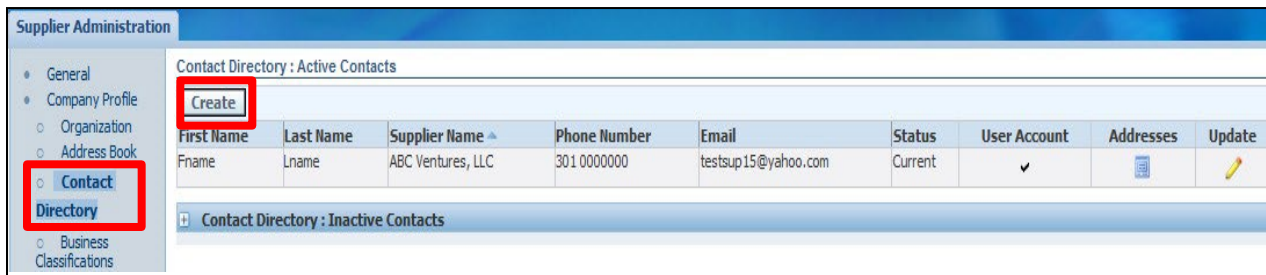 Supplier Administration
General
Company Profile
Organization
Address Book
Contact
Directory
Business
Classifications
Contact Directory : Active Contacts
Create
First Name Last Name Supplier Name Phone Number Email Status User Account Addresses Update
Fname Lname ABC Ventures, LLC 301 0000000 testsup15@yahoo.com Current
Contact Directory : Inactive Contacts